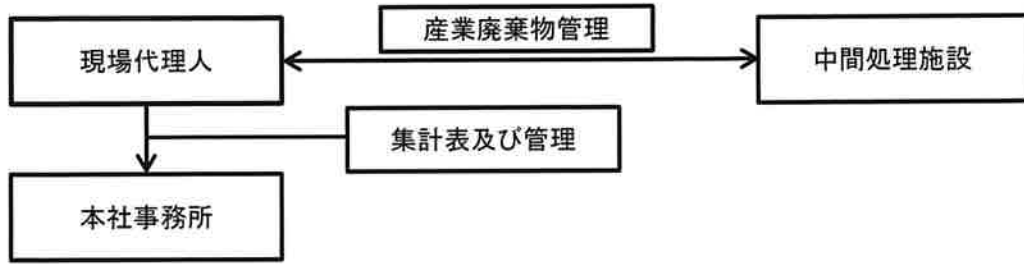 産業廃棄物管理
現場代理人
中間処理施設
集計表及び管理
本社事務所